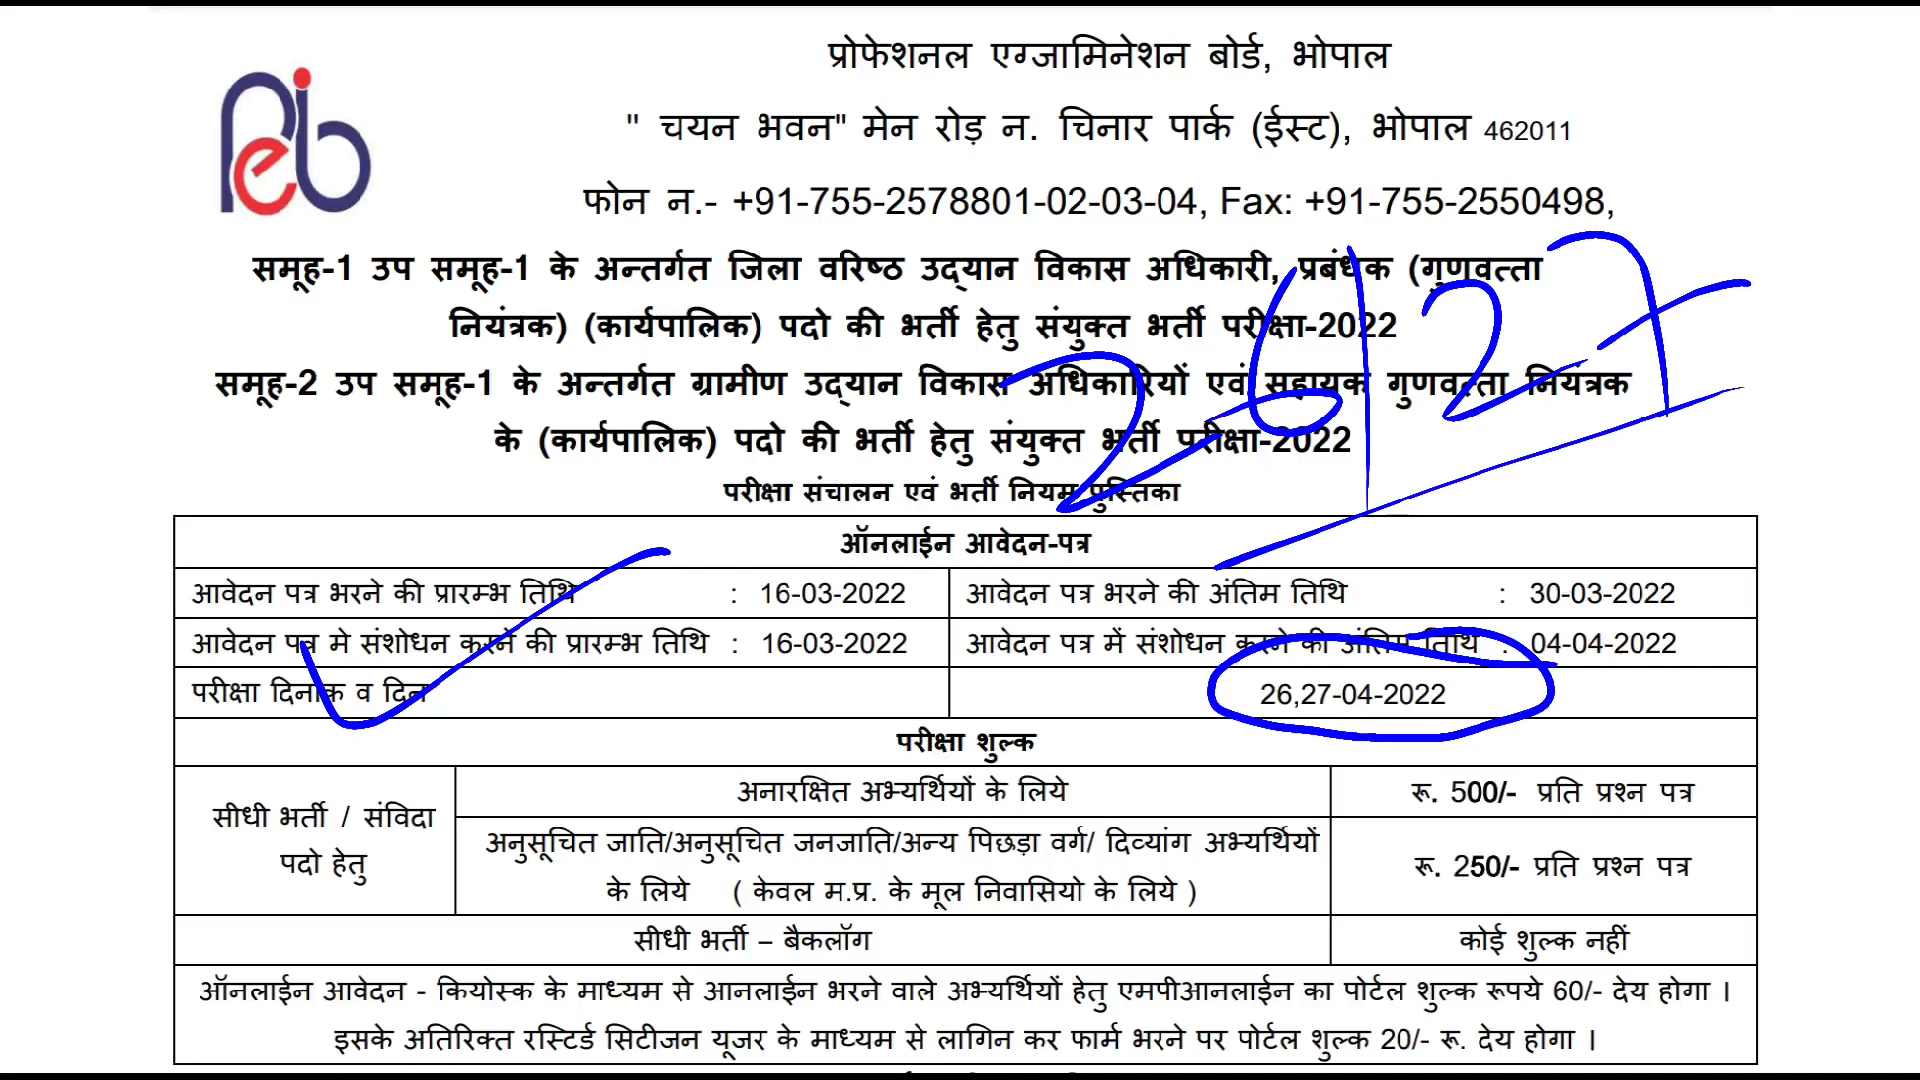 Peb
प्रोफेशनल एग्जामिनेशन बोर्ड, भोपाल
" चयन भवन" मेन रोड़ न. चिनार पार्क (ईस्ट), भोपाल 462011
फोन न.- +91-755-2578801-02-03-04, Fax: +91-755-2550498,
समूह-1 उप समूह-1 के अन्तर्गत जिला वरिष्ठ उद्‌यान विकास अधिकारी, प्रबंधक (गुणवत्ता
नियंत्रक) (कार्यपालिक) पदो की भर्ती हेतु संयुक्त भर्ती परीक्षा-2022
समूह-2 उप समूह-1 के अन्तर्गत ग्रामीण उद्‌यान विकास अधिकारियों एवं सहायक गुणवत्ता नियंत्रक
के (कार्यपालिक) पदो की भर्ती हेतु संयुक्त भर्ती परीक्षा-2022
26 | 27
परीक्षा संचालन एवं भर्ती नियम पुस्तिका
ऑनलाईन आवेदन-पत्र
आवेदन पत्र भरने की प्रारम्भ तिथि : 16-03-2022 आवेदन पत्र भरने की अंतिम तिथि : 30-03-2022
आवेदन पत्र मे संशोधन करने की प्रारम्भ तिथि : 16-03-2022 आवेदन पत्र में संशोधन करने की अंतिम तिथि : 04-04-2022
परीक्षा दिनांक व दिन 26,27-04-2022
परीक्षा शुल्क
सीधी भर्ती / संविदा
पदो हेतु
अनारक्षित अभ्यर्थियों के लिये रू. 500/- प्रति प्रश्न पत्र
अनुसूचित जाति/अनुसूचित जनजाति/अन्य पिछड़ा वर्ग/ दिव्यांग अभ्यर्थियों
के लिये ( केवल म.प्र. के मूल निवासियो के लिये )
रू. 250/- प्रति प्रश्न पत्र
सीधी भर्ती – बैकलॉग कोई शुल्क नहीं
ऑनलाईन आवेदन - कियोस्क के माध्यम से आनलाईन भरने वाले अभ्यर्थियों हेतु एमपीआनलाईन का पोर्टल शुल्क रूपये 60/- देय होगा ।
इसके अतिरिक्त रस्टिर्ड सिटीजन यूजर के माध्यम से लागिन कर फार्म भरने पर पोर्टल शुल्क 20/- रू. देय होगा ।